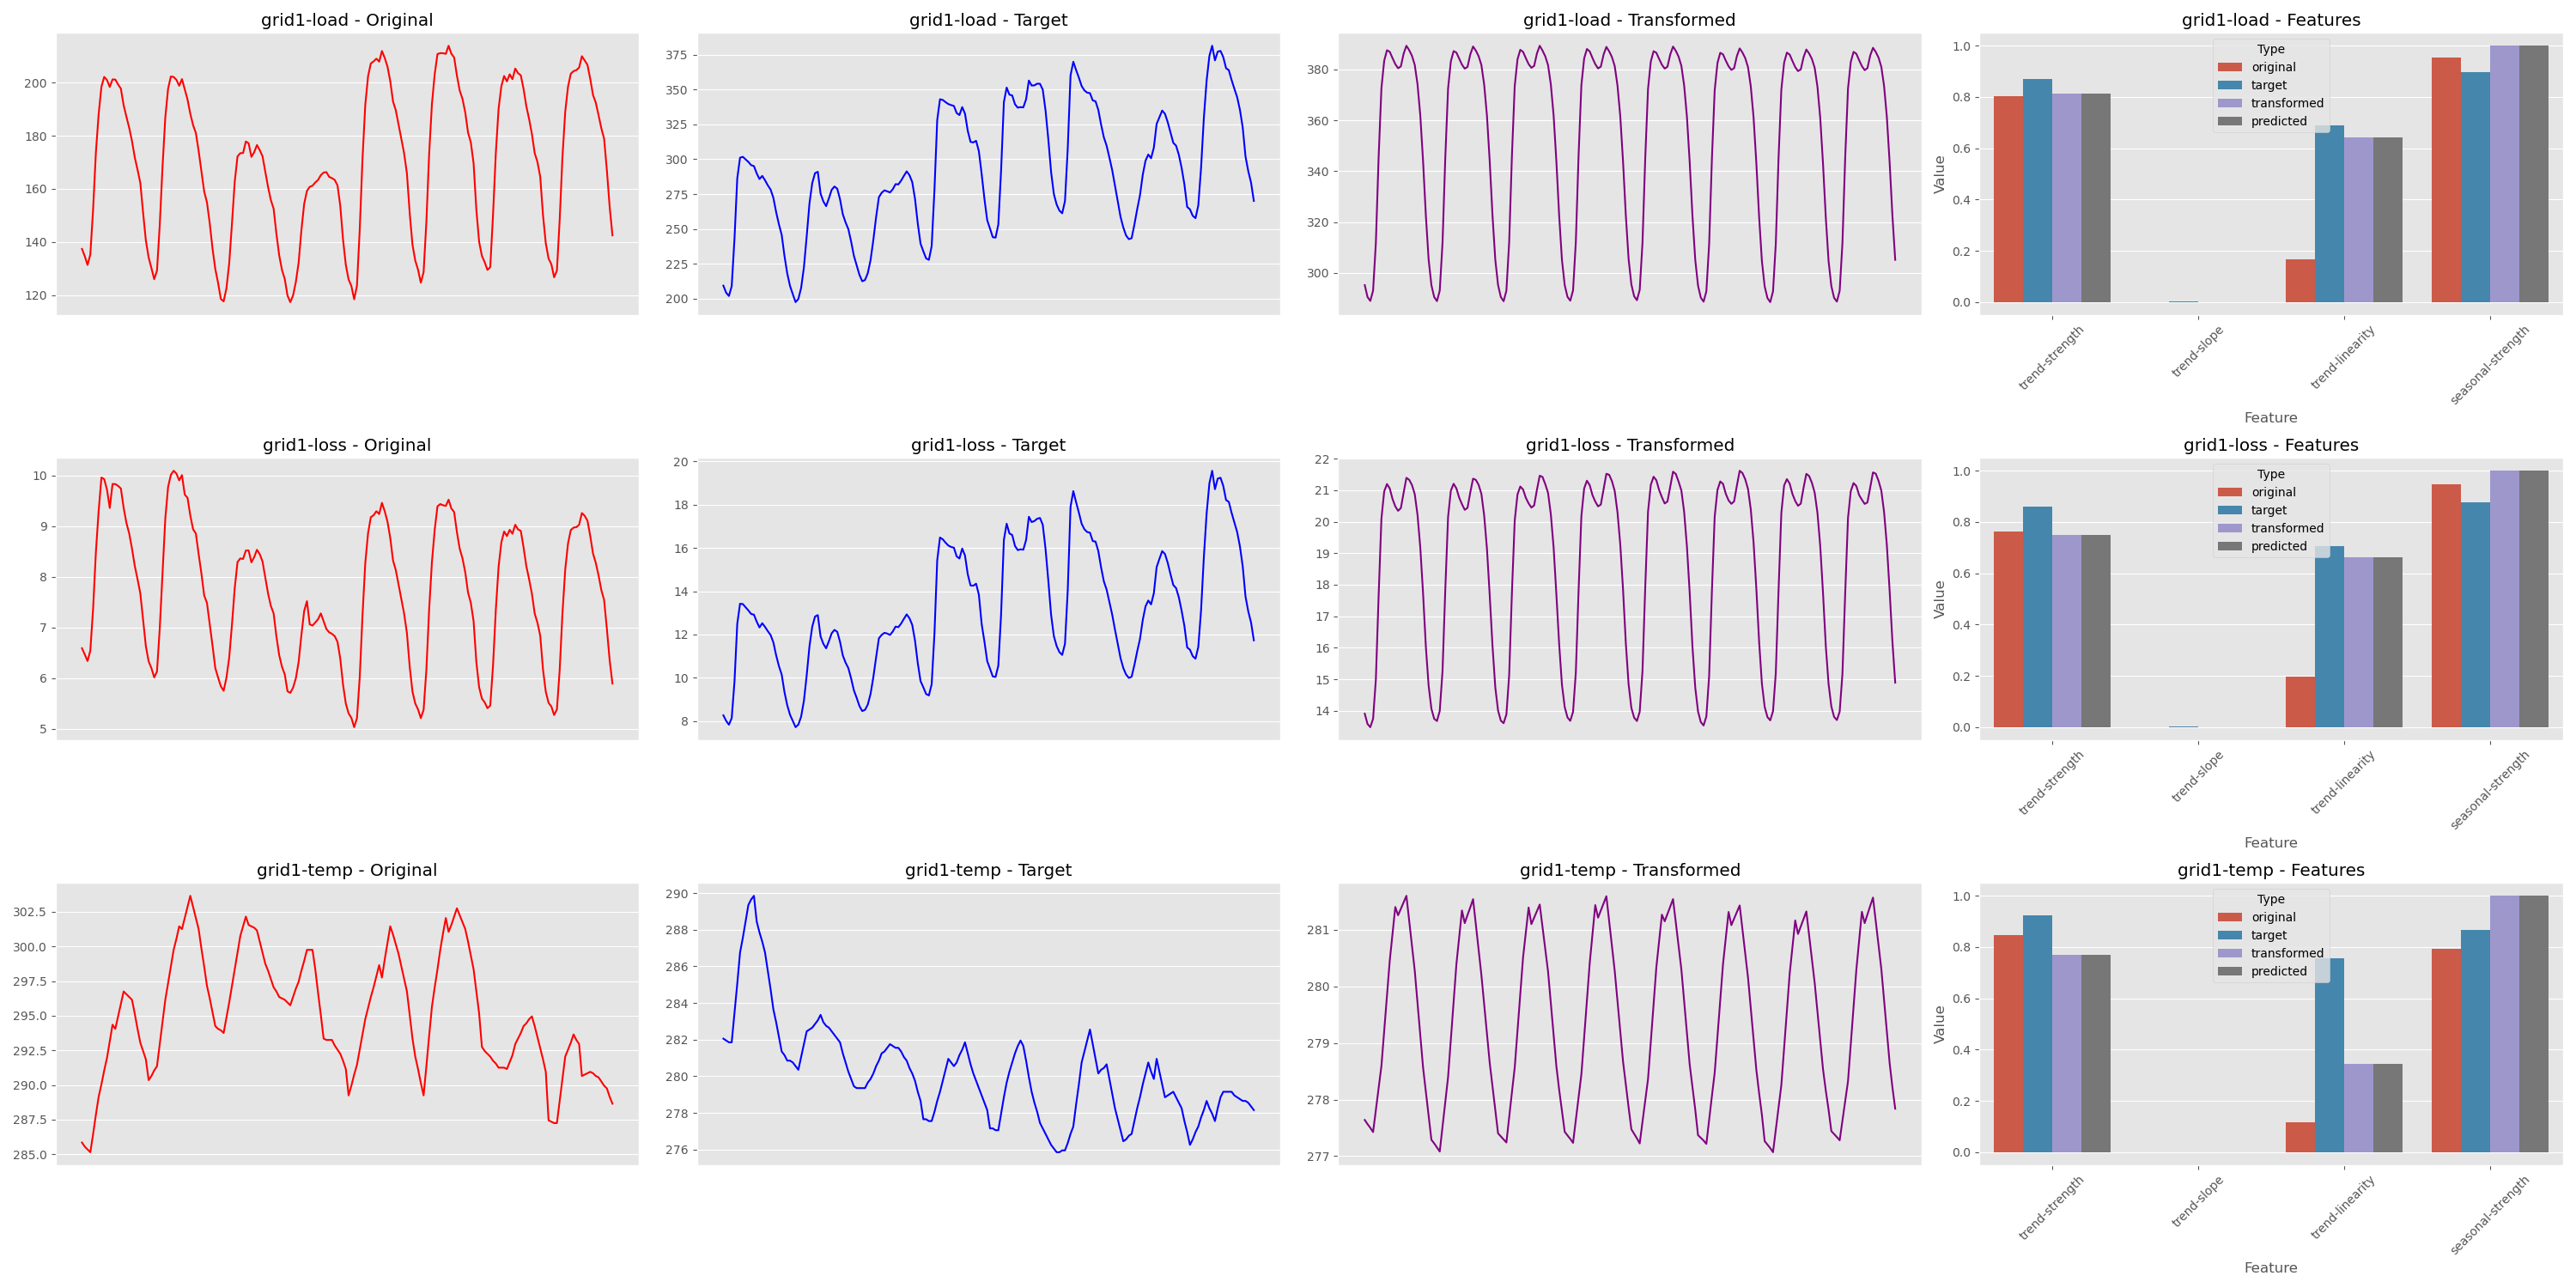 grid1-load - Original
200
180
160
140
120
grid1-load - Target
375
350
325
300
275
250
225
200
grid1-load - Transformed
380
360
340
320
300
grid1-load - Features
Value
1.0
0.8
0.6
0.4
0.2
0.0
Type
original
target
transformed
predicted
trend-strength
trend-slope
trend-linearity
seasonal-strength
Feature
grid1-loss - Original
10
9
8
7
6
5
grid1-loss - Target
20
18
16
14
12
10
8
grid1-loss - Transformed
22
21
20
19
18
17
16
15
14
grid1-loss - Features
Value
1.0
0.8
0.6
0.4
0.2
0.0
Type
original
target
transformed
predicted
trend-strength
trend-slope
trend-linearity
seasonal-strength
Feature
grid1-temp - Original
302.5
300.0
297.5
295.0
292.5
290.0
287.5
285.0
grid1-temp - Target
290
288
286
284
282
280
278
276
grid1-temp - Transformed
281
280
279
278
277
grid1-temp - Features
Value
1.0
0.8
0.6
0.4
0.2
0.0
Type
original
target
transformed
predicted
trend-strength
trend-slope
trend-linearity
seasonal-strength
Feature